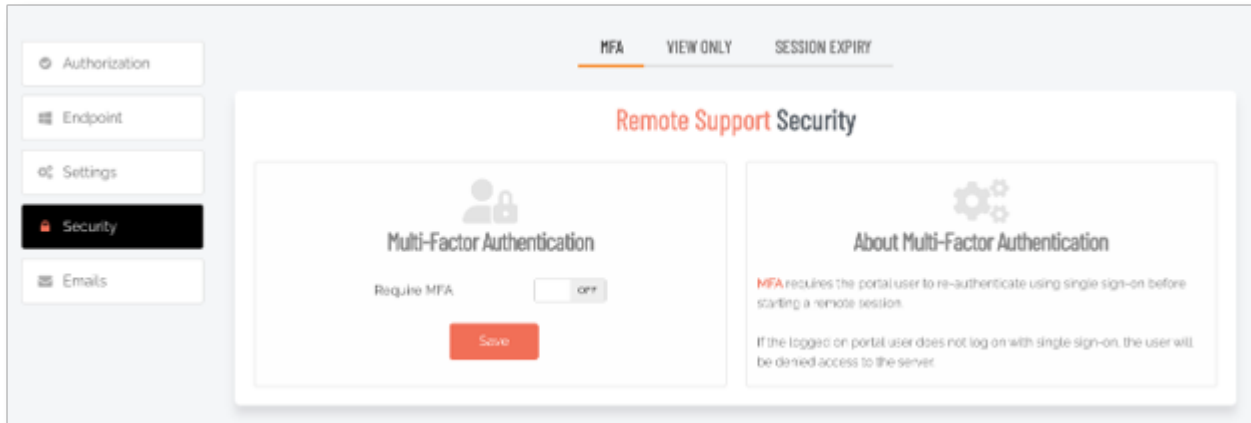 MFA VIEW ONLY SESSION EXPIRY
Authorization
Endpoint
Settings
Security
Emails
Remote Support Security
Multi-Factor Authentication
Require MFA OFF
Save
About Multi-Factor Authentication
MFA requires the portal user to re-authenticate using single sign-on before
starting a remote session.
If the logged on portal user does not log on with single sign-on, the user will
be denied access to the server.